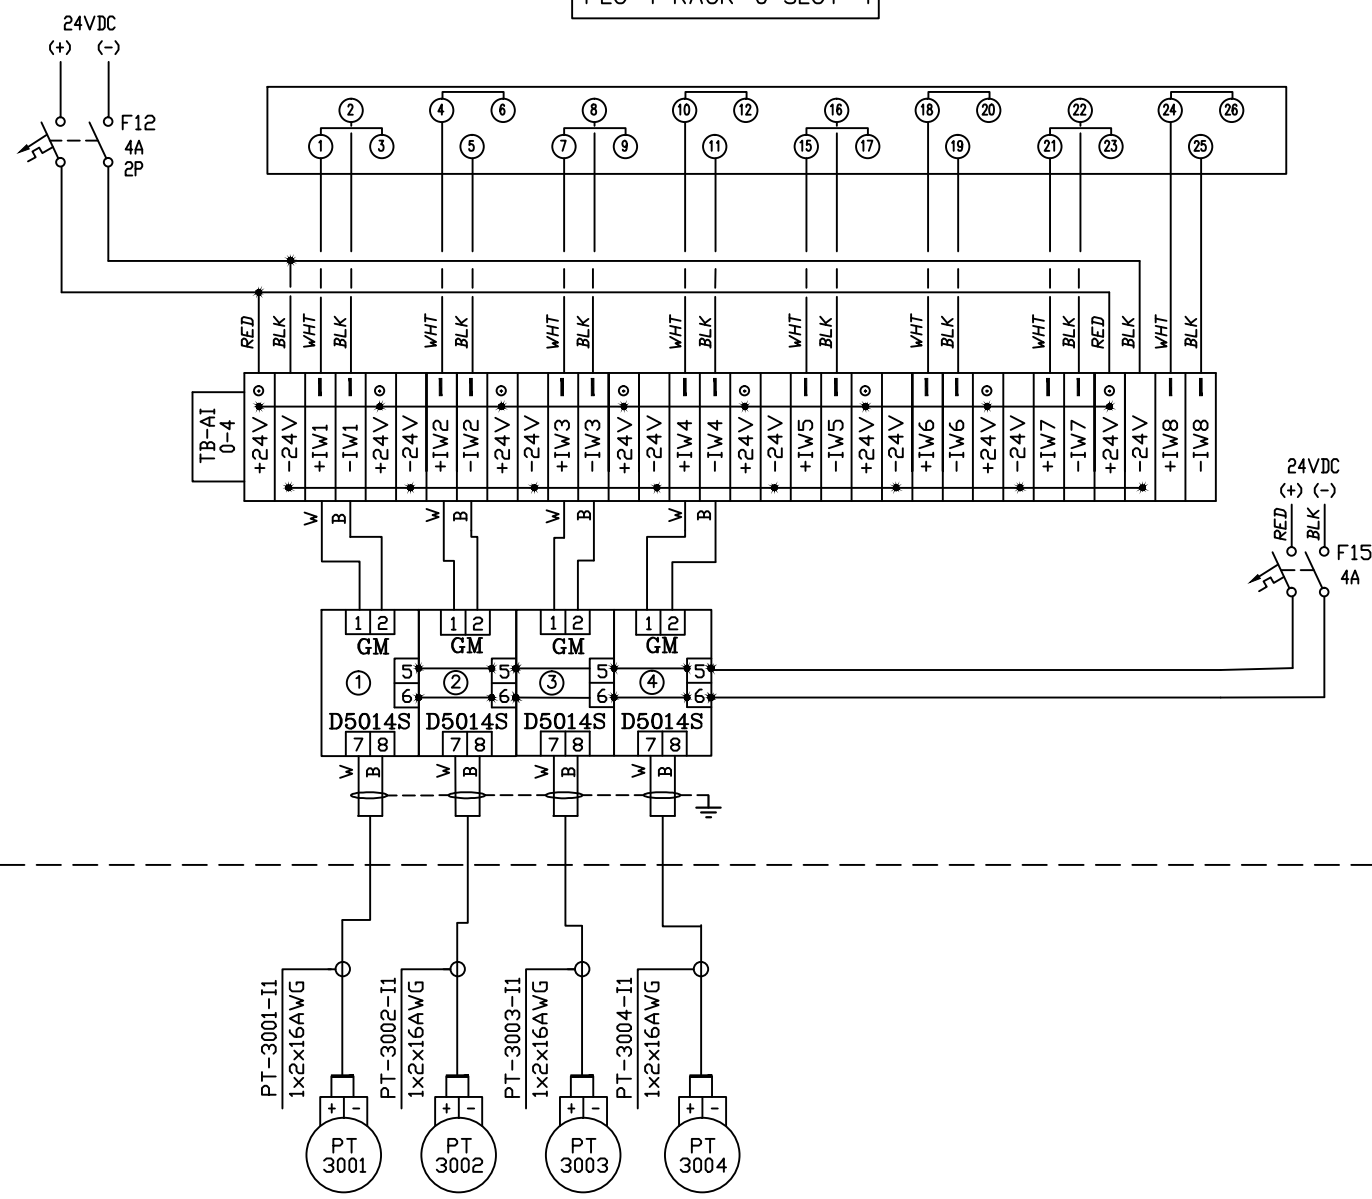 24VDC
(+) (-)
F12
4A
2P
2 4 6 8 10 12 16 18 20 22 24 26
1 3 5 7 9 11 15 17 19 21 23 25
RED BLK WHT BLK WHT BLK WHT BLK WHT BLK WHT BLK WHT BLK WHT BLK RED BLK WHT BLK
TB-AI
0-4
+24V -24V +IW1 -IW1 +24V -24V +IW2 -IW2 +24V -24V +IW3 -IW3 +24V -24V +IW4 -IW4 +24V -24V +IW5 -IW5 +24V -24V +IW6 -IW6 +24V -24V +IW7 -IW7 +24V -24V +IW8 -IW8
24VDC
(+) (-)
RED BLK
F15
4A
W B W B W B W B
1 2 1 2 1 2 1 2
GM GM GM GM
5 5 5 5
1 2 3 4
6 6 6 6
D5014S D5014S D5014S D5014S
7 8 7 8 7 8 7 8
W B W B W B W B
PT-3001-I1
1x2x16AWG
PT-3002-I1
1x2x16AWG
PT-3003-I1
1x2x16AWG
PT-3004-I1
1x2x16AWG
+ - + - + - + -
PT PT PT PT
3001 3002 3003 3004